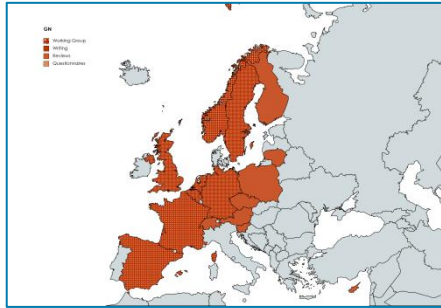 GN
Working Group
Writing
Reviews
Questionnaires